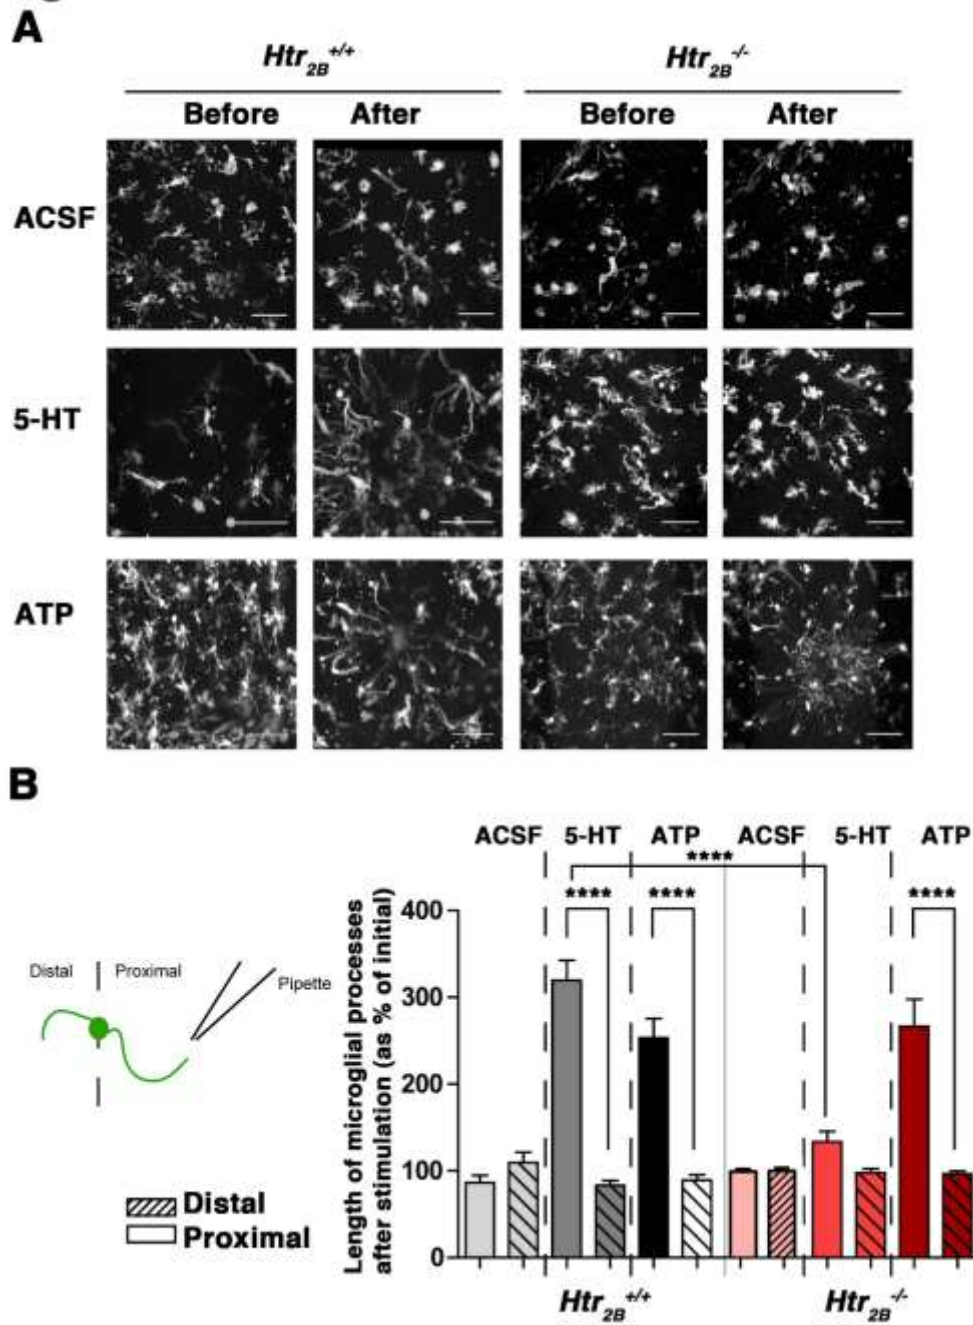 A
Htr2B+/+ Htr2B-/-
Before After Before After
ACSF
5-HT
ATP
B
ACSF 5-HT ATP ACSF 5-HT ATP
****
**** **** ****
Length of microglial processes
after stimulation (as % of initial)
400
300
200
100
0
Distal Proximal
Pipette
Distal
Proximal
Htr2B+/+ Htr2B-/-